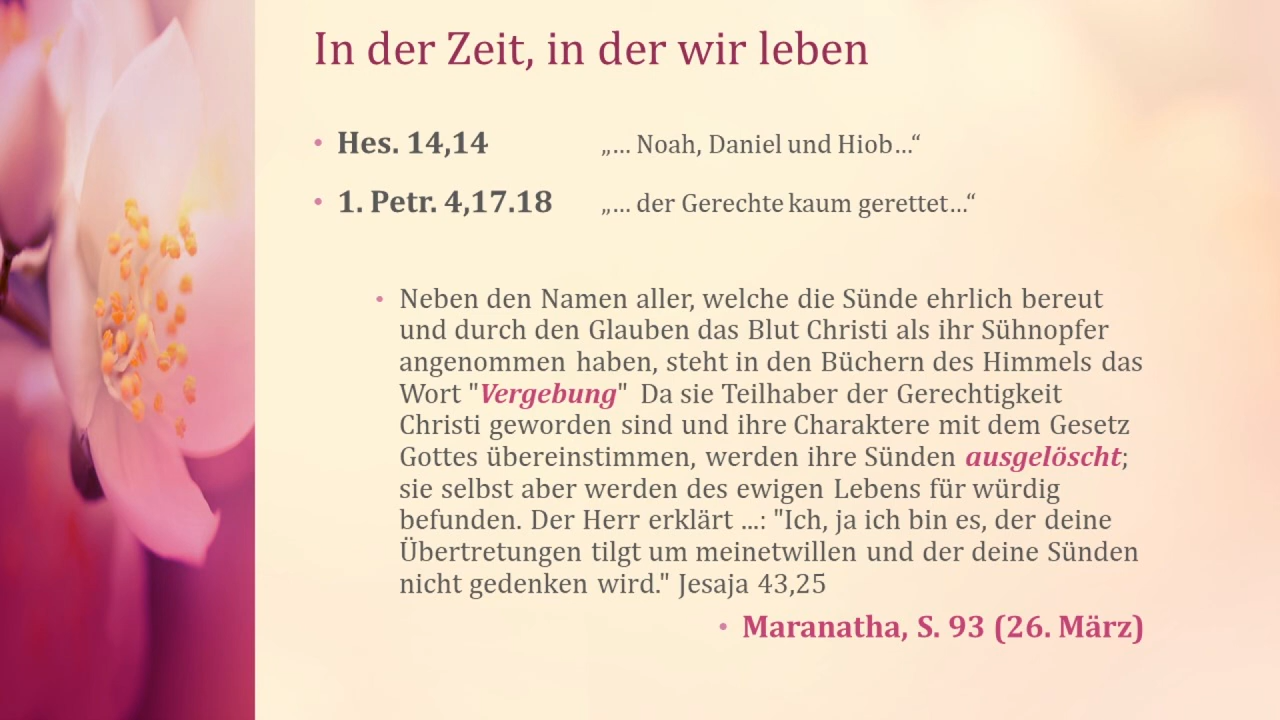 In der Zeit, in der wir leben
• Hes. 14,14 „… Noah, Daniel und Hiob…“
• 1. Petr. 4,17.18 „… der Gerechte kaum gerettet…“
• Neben den Namen aller, welche die Sünde ehrlich bereut
und durch den Glauben das Blut Christi als ihr Sühnopfer
angenommen haben, steht in den Büchern des Himmels das
Wort "Vergebung" Da sie Teilhaber der Gerechtigkeit
Christi geworden sind und ihre Charaktere mit dem Gesetz
Gottes übereinstimmen, werden ihre Sünden ausgelöscht;
sie selbst aber werden des ewigen Lebens für würdig
befunden. Der Herr erklärt ...: "Ich, ja ich bin es, der deine
Übertretungen tilgt um meinetwillen und der deine Sünden
nicht gedenken wird." Jesaja 43,25
• Maranatha, S. 93 (26. März)